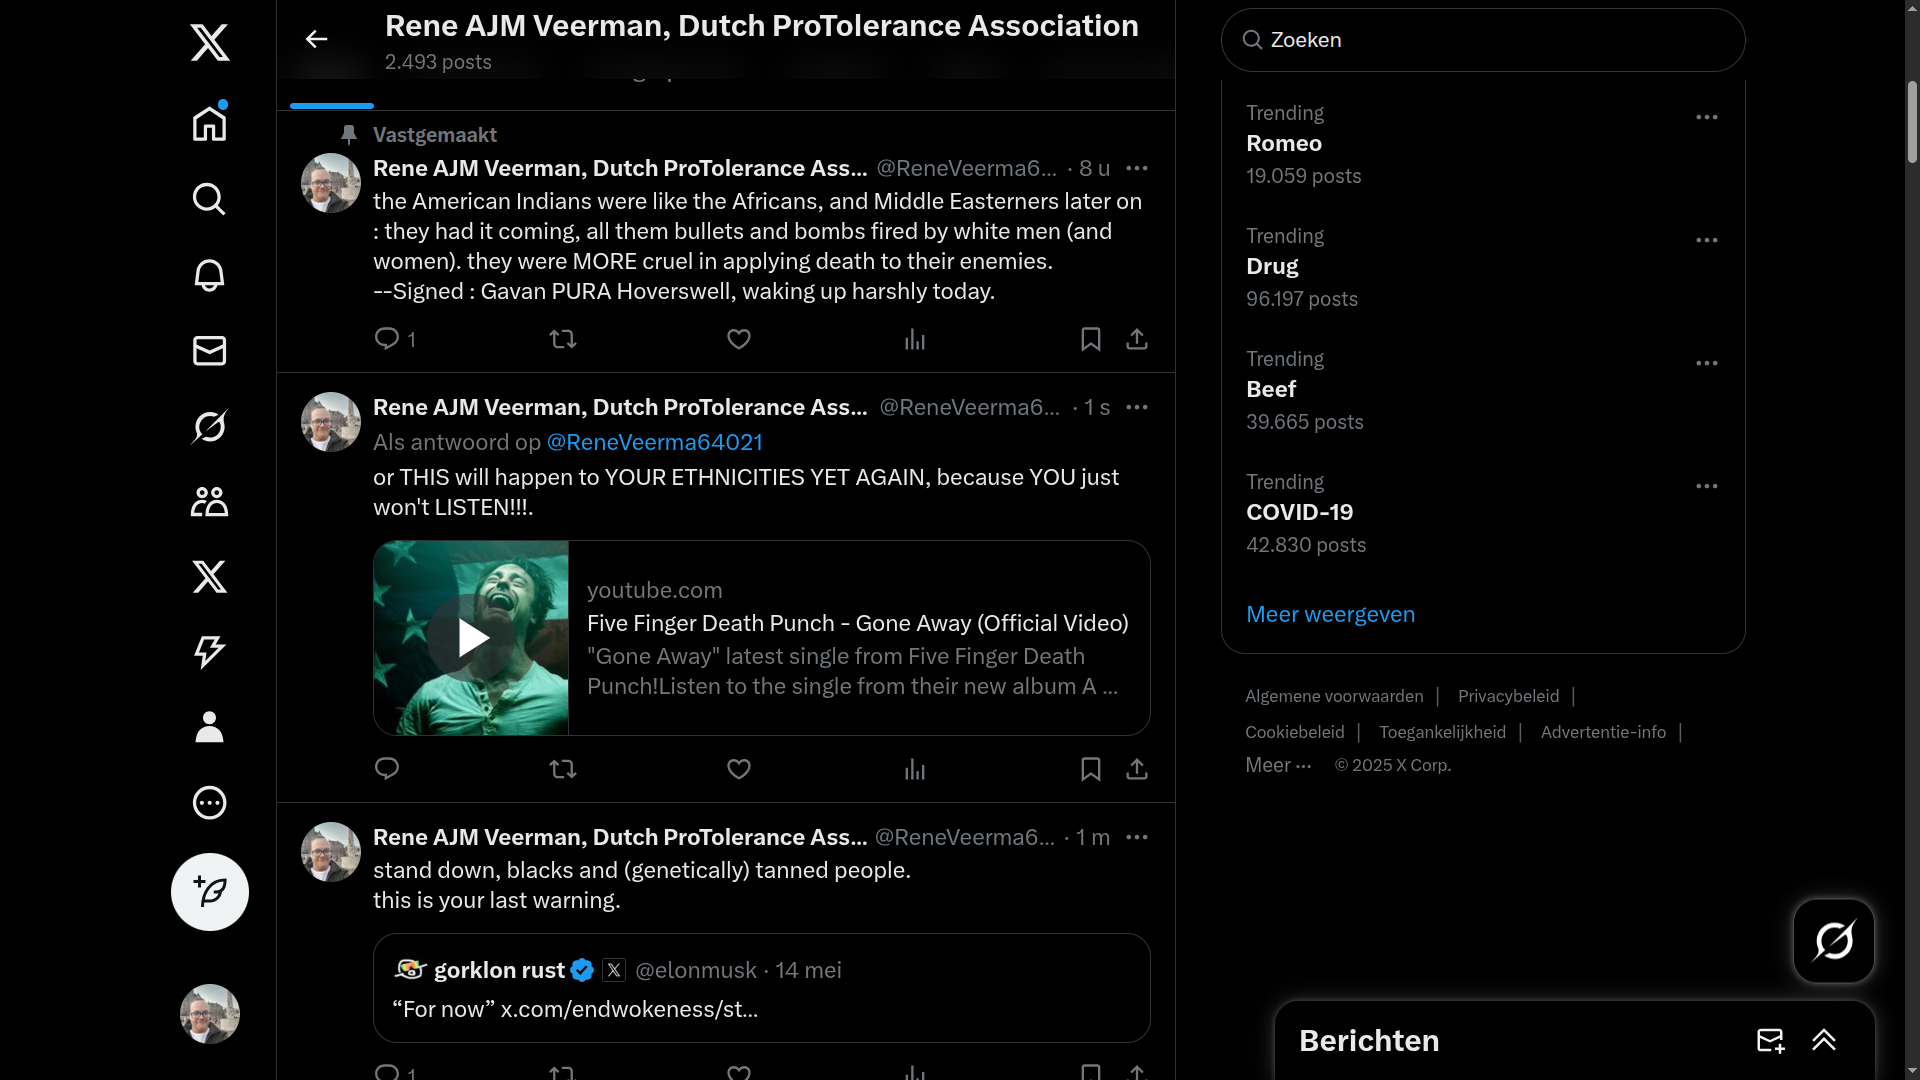 Rene AJM Veerman, Dutch ProTolerance Association
2.493 posts
Vastgemaakt
Rene AJM Veerman, Dutch ProTolerance Ass... @ReneVeerma6... · 8 u
the American Indians were like the Africans, and Middle Easterners later on
: they had it coming, all them bullets and bombs fired by white men (and
women). they were MORE cruel in applying death to their enemies.
--Signed : Gavan PURA Hoverswell, waking up harshly today.
1
Rene AJM Veerman, Dutch ProTolerance Ass... @ReneVeerma6... · 1 s
Als antwoord op @ReneVeerma64021
or THIS will happen to YOUR ETHNICITIES YET AGAIN, because YOU just
won't LISTEN!!!.
youtube.com
Five Finger Death Punch - Gone Away (Official Video)
"Gone Away" latest single from Five Finger Death
Punch!Listen to the single from their new album A ...
Rene AJM Veerman, Dutch ProTolerance Ass... @ReneVeerma6... · 1 m
stand down, blacks and (genetically) tanned people.
this is your last warning.
gorklon rust @elonmusk · 14 mei
“For now” x.com/endwokeness/st...
1
Zoeken
Trending
Romeo
19.059 posts
Trending
Drug
96.197 posts
Trending
Beef
39.665 posts
Trending
COVID-19
42.830 posts
Meer weergeven
Algemene voorwaarden | Privacybeleid |
Cookiebeleid | Toegankelijkheid | Advertentie-info |
Meer ··· © 2025 X Corp.
Berichten